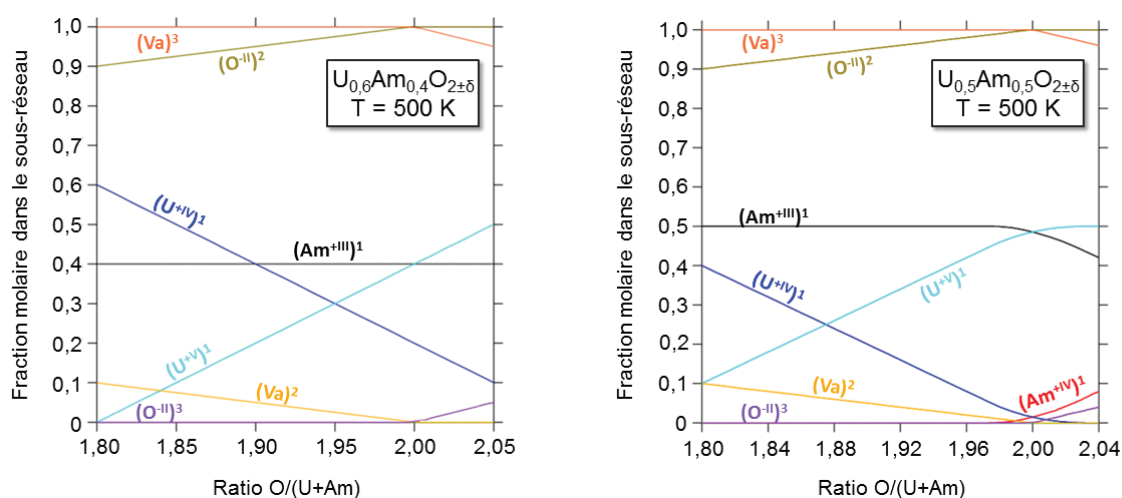 Fraction molaire dans le sous-réseau
1,0
0,9
0,8
0,7
0,6
0,5
0,4
0,3
0,2
0,1
0
(Va)³
(O⁻ᴵᴵ)²
U₀,₆Am₀,₄O₂±δ
T = 500 K
(U⁺ᴵⱽ)¹
(Am⁺ᴵᴵᴵ)¹
(U⁺ⱽ)¹
(Va)²
(O⁻ᴵᴵ)³
1,80 1,85 1,90 1,95 2,00 2,05
Ratio O/(U+Am)
Fraction molaire dans le sous-réseau
1,0
0,9
0,8
0,7
0,6
0,5
0,4
0,3
0,2
0,1
0
(Va)³
(O⁻ᴵᴵ)²
U₀,₅Am₀,₅O₂±δ
T = 500 K
(Am⁺ᴵᴵᴵ)¹
(U⁺ᴵⱽ)¹
(U⁺ⱽ)¹
(Va)²
(Am⁺ᴵⱽ)¹
(O⁻ᴵᴵ)³
1,80 1,84 1,88 1,92 1,96 2,00 2,04
Ratio O/(U+Am)